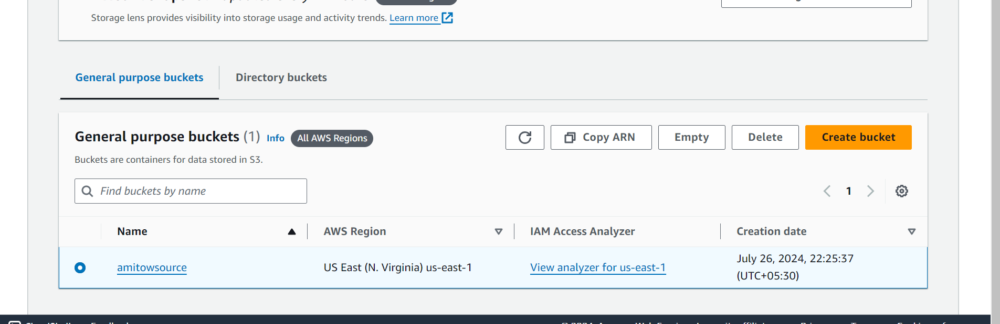 Storage lens provides visibility into storage usage and activity trends. Learn more
General purpose buckets
Directory buckets
General purpose buckets (1) Info All AWS Regions
Copy ARN
Empty
Delete
Create bucket
Buckets are containers for data stored in S3.
Find buckets by name
1
Name
AWS Region
IAM Access Analyzer
Creation date
amitowsource
US East (N. Virginia) us-east-1
View analyzer for us-east-1
July 26, 2024, 22:25:37
(UTC+05:30)